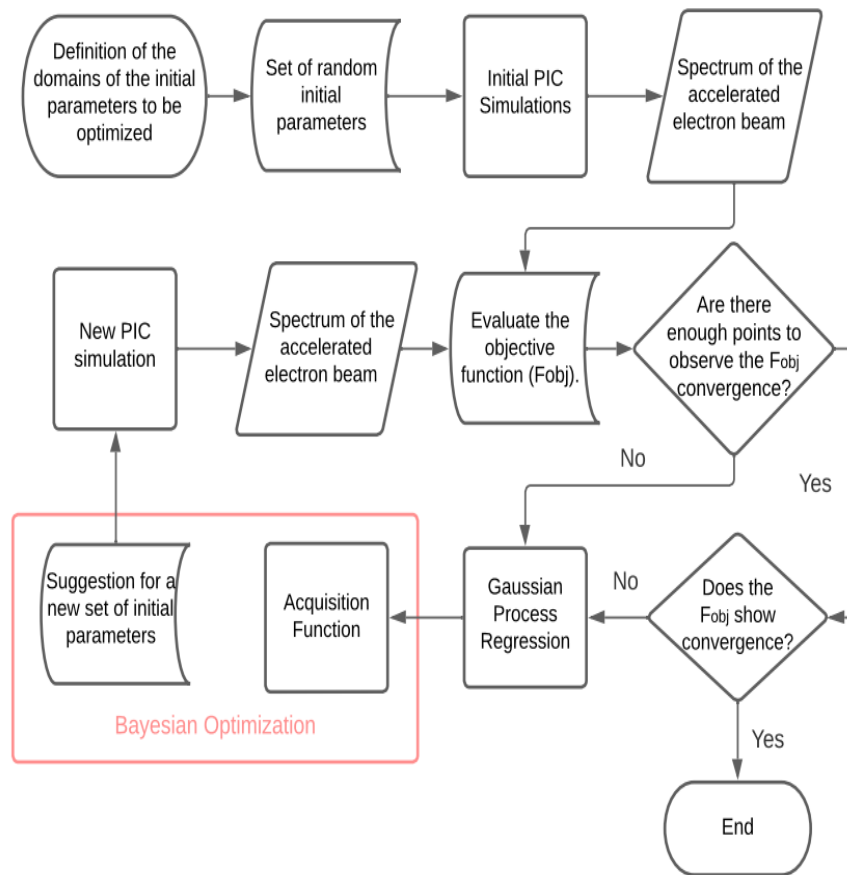 Definition of the
domains of the initial
parameters to be
optimized
Set of random
initial
parameters
Initial PIC
Simulations
Spectrum of the
accelerated
electron beam
New PIC
simulation
Spectrum of the
accelerated
electron beam
Evaluate the
objective
function (Fobj).
Are there
enough points to
observe the Fobj
convergence?
No
Yes
Suggestion for a
new set of initial
parameters
Acquisition
Function
Gaussian
Process
Regression
No
Does the
Fobj show
convergence?
Bayesian Optimization
Yes
End